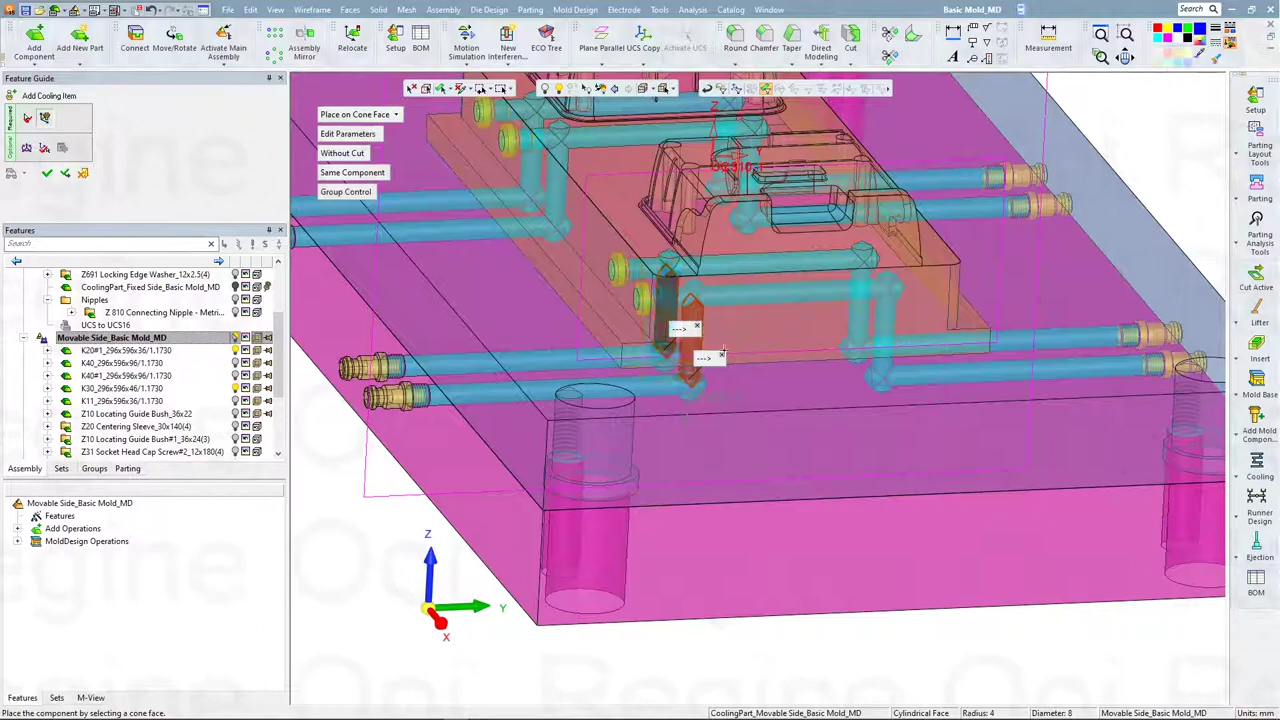 File Edit View Wireframe Faces Solid Mesh Assembly Die Design Parting Mold Design Electrode Tools Analysis Catalog Window
Basic Mold_MD
Search
Add Component
Add New Part
Connect
Move/Rotate
Activate Main Assembly
Assembly Mirror
Relocate
Setup
BOM
Motion Simulation
New Interferen...
ECO Tree
Plane Parallel
UCS Copy
Activate UCS
Round
Chamfer
Taper
Direct Modeling
Cut
Measurement
Feature Guide
Add Cooling Item
Required
Optional
Place on Cone Face
Edit Parameters
Without Cut
Same Component
Group Control
Features
Search
Z691 Locking Edge Washer_12x2.5(4)
CoolingPart_Fixed Side_Basic Mold_MD
Nipples
Z 810 Connecting Nipple - Metric
UCS to UCS16
Movable Side_Basic Mold_MD
K20#1_296x596x36/1.1730
K40_296x596x96/1.1730
K40#1_296x596x96/1.1730
K30_296x596x46/1.1730
K11_296x596x36/1.1730
Z10 Locating Guide Bush_36x22
Z20 Centering Sleeve_30x140(4)
Z10 Locating Guide Bush#1_36x24(3)
Z31 Socket Head Cap Screw#2_12x180(4)
Assembly Sets Groups Parting
Movable Side_Basic Mold_MD
Features
Add Operations
MoldDesign Operations
Features Sets M-View
--->
--->
Z
Y
Z
Y
X
Setup
Parting Layout Tools
Parting
Parting Analysis Tools
Cut Active
Lifter
Insert
Mold Base
Add Mold Compon...
Cooling
Runner Design
Ejection
BOM
Place the component by selecting a cone face.
CoolingPart_Movable Side_Basic Mold_MD Cylindrical Face Radius: 4 Diameter: 8 Movable Side_Basic Mold_MD Units: mm